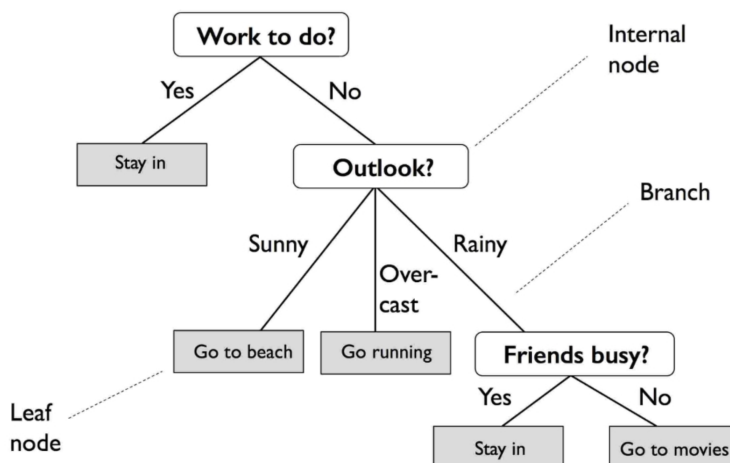 Work to do?
Internal
node
Yes
No
Stay in
Outlook?
Branch
Sunny
Rainy
Over-
cast
Go to beach
Go running
Friends busy?
Leaf
node
Yes
No
Stay in
Go to movies